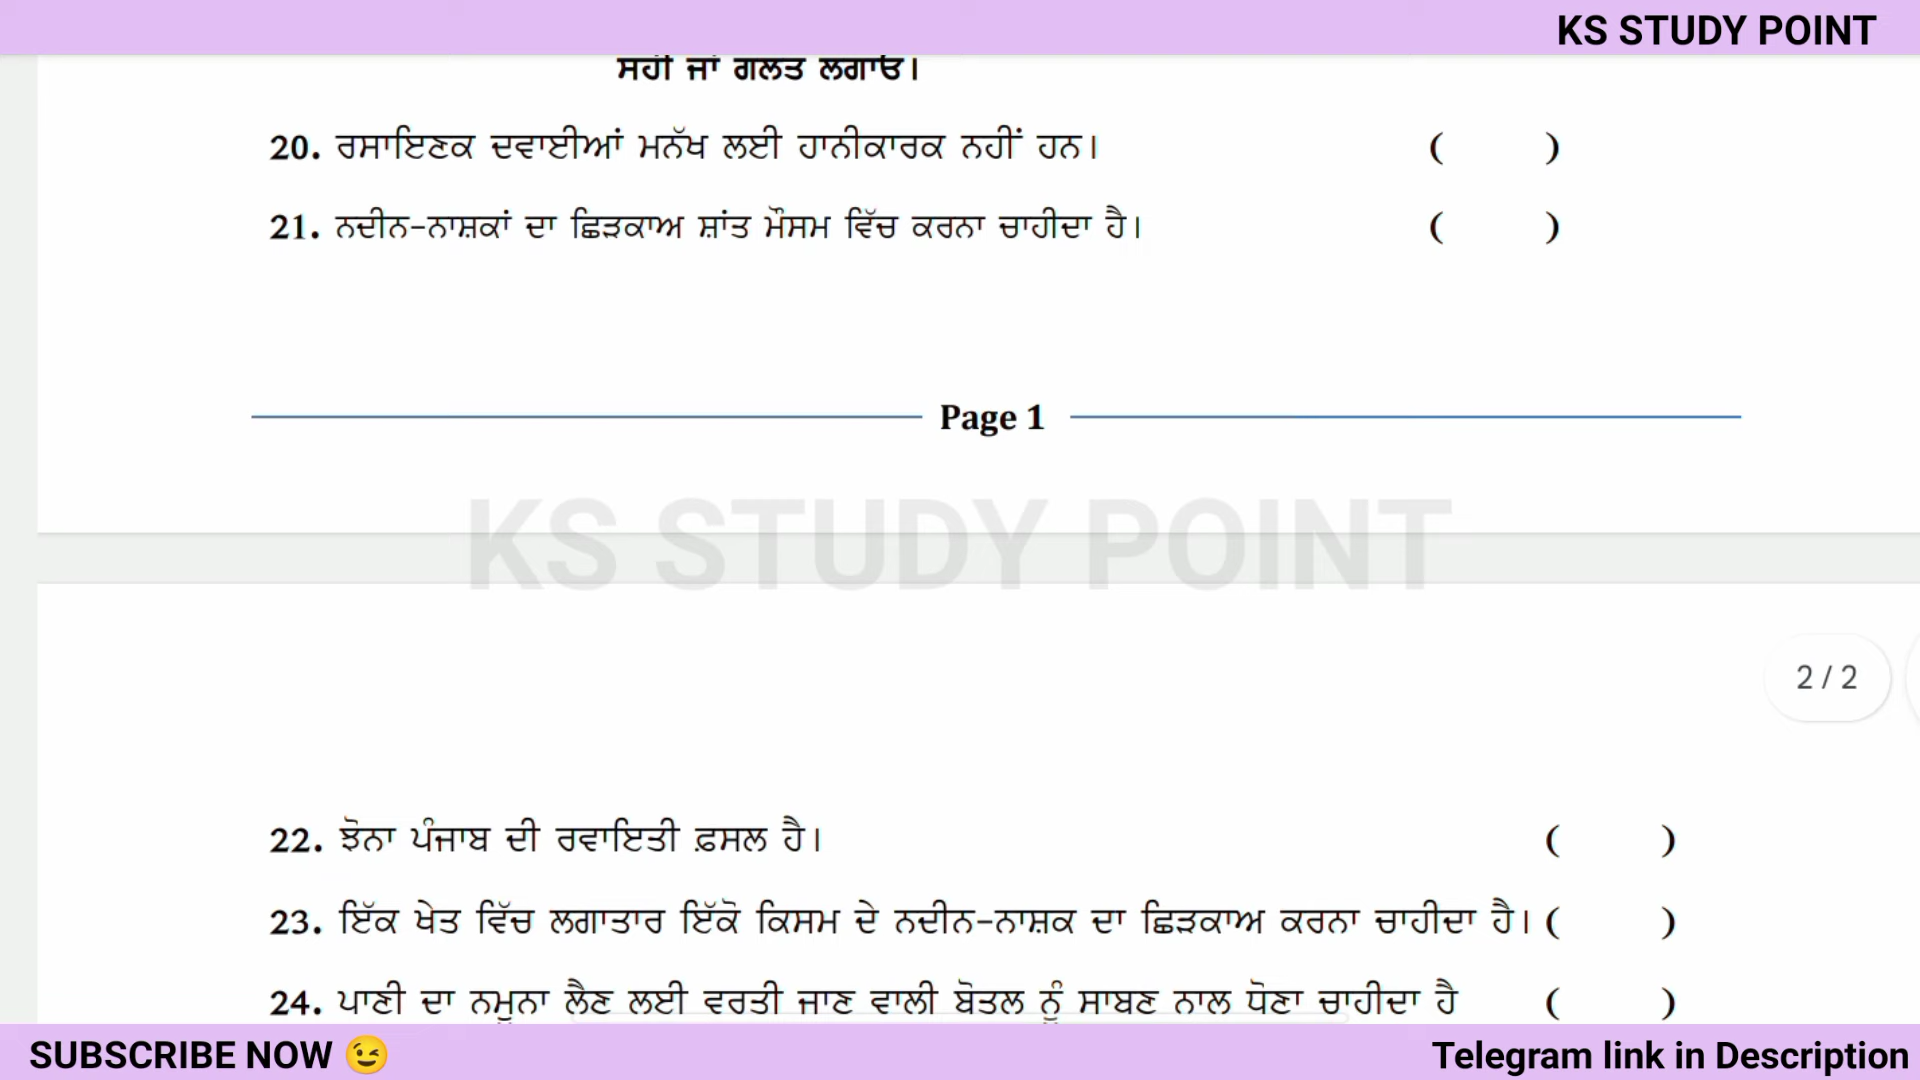 KS STUDY POINT
ਸਹੀ ਜਾਂ ਗਲਤ ਲਗਾਓ।
20. ਰਸਾਇਣਕ ਦਵਾਈਆਂ ਮਨੁੱਖ ਲਈ ਹਾਨੀਕਾਰਕ ਨਹੀਂ ਹਨ। ( )
21. ਨਦੀਨ-ਨਾਸ਼ਕਾਂ ਦਾ ਛਿੜਕਾਅ ਸ਼ਾਂਤ ਮੌਸਮ ਵਿੱਚ ਕਰਨਾ ਚਾਹੀਦਾ ਹੈ। ( )
Page 1
KS STUDY POINT
2 / 2
22. ਝੋਨਾ ਪੰਜਾਬ ਦੀ ਰਵਾਇਤੀ ਫ਼ਸਲ ਹੈ। ( )
23. ਇੱਕ ਖੇਤ ਵਿੱਚ ਲਗਾਤਾਰ ਇੱਕੋ ਕਿਸਮ ਦੇ ਨਦੀਨ-ਨਾਸ਼ਕ ਦਾ ਛਿੜਕਾਅ ਕਰਨਾ ਚਾਹੀਦਾ ਹੈ। ( )
24. ਪਾਣੀ ਦਾ ਨਮੂਨਾ ਲੈਣ ਲਈ ਵਰਤੀ ਜਾਣ ਵਾਲੀ ਬੋਤਲ ਨੂੰ ਸਾਬਣ ਨਾਲ ਧੋਣਾ ਚਾਹੀਦਾ ਹੈ ( )
SUBSCRIBE NOW 😉
Telegram link in Description